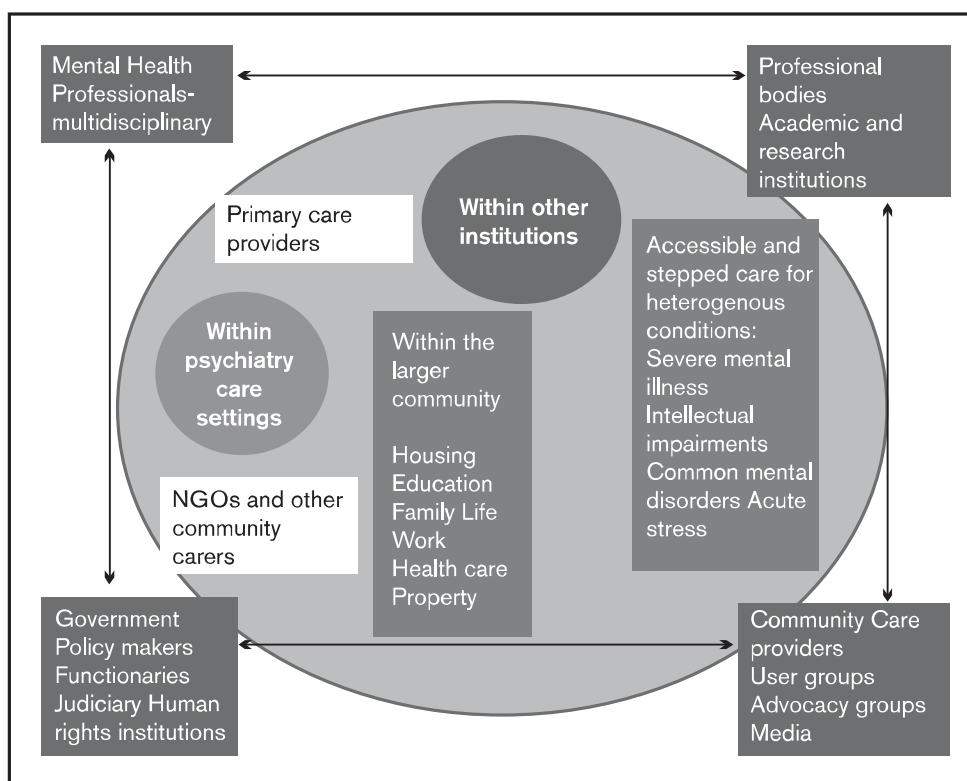 Mental Health
Professionals-
multidisciplinary
Professional
bodies
Academic and
research
institutions
Primary care
providers
Within other
institutions
Accessible and
stepped care for
heterogenous
conditions:
Severe mental
illness
Intellectual
impairments
Common mental
disorders Acute
stress
Within
psychiatry
care
settings
Within the
larger
community
Housing
Education
Family Life
Work
Health care
Property
NGOs and other
community
carers
Government
Policy makers
Functionaries
Judiciary Human
rights institutions
Community Care
providers
User groups
Advocacy groups
Media